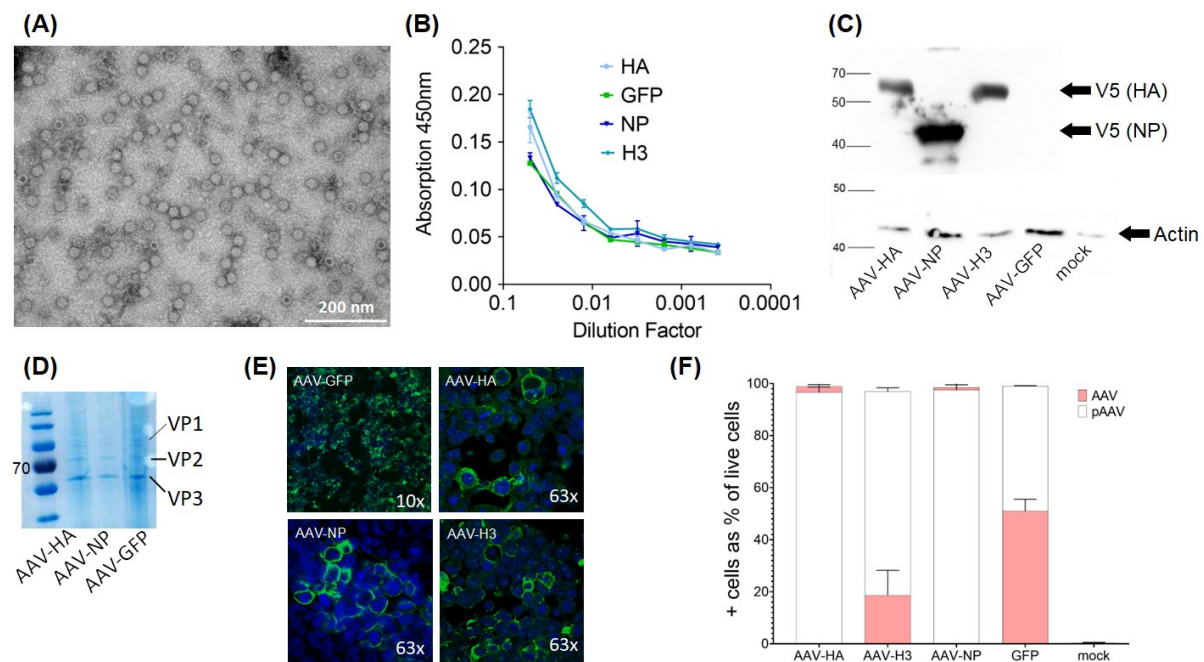 (A)
200 nm
(B)
Absorption 450nm
0.25
0.20
0.15
0.10
0.05
0.00
0.1
0.01
0.001
0.0001
Dilution Factor
HA
GFP
NP
H3
(C)
70
50
40
V5 (HA)
V5 (NP)
50
40
Actin
AAV-HA
AAV-NP
AAV-H3
AAV-GFP
mock
(D)
70
VP1
VP2
VP3
AAV-HA
AAV-NP
AAV-GFP
(E)
AAV-GFP
10x
AAV-HA
63x
AAV-NP
63x
AAV-H3
63x
(F)
+ cells as % of live cells
100
80
60
40
20
0
AAV
pAAV
AAV-HA
AAV-H3
AAV-NP
GFP
mock